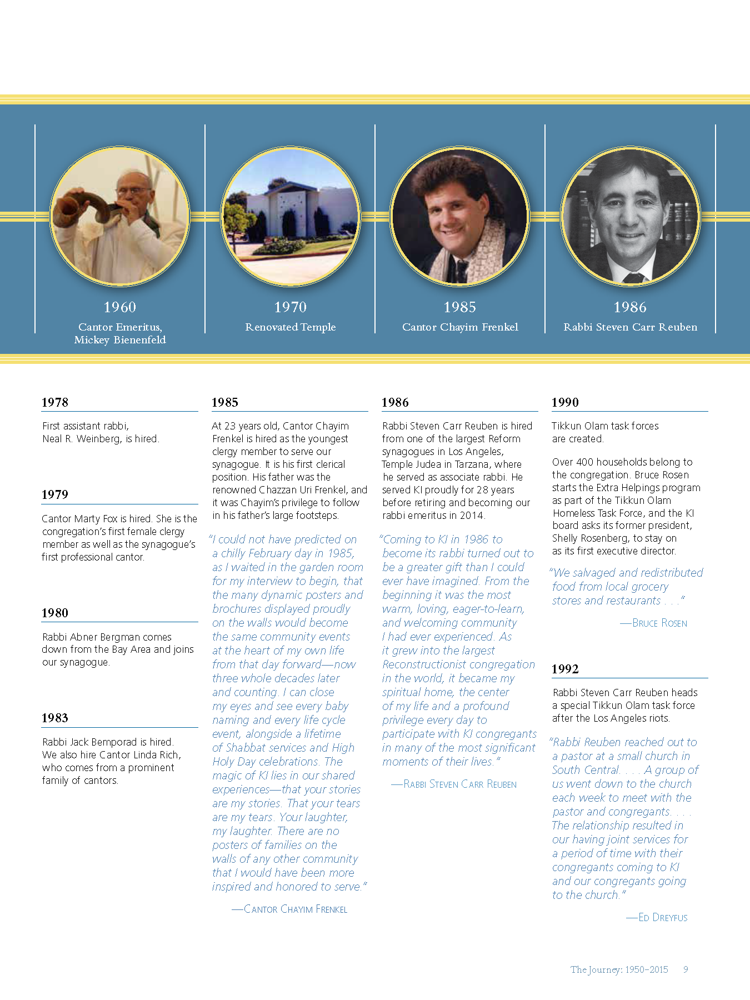 1960
Cantor Emeritus,
Mickey Bienenfeld
1970
Renovated Temple
1985
Cantor Chayim Frenkel
1986
Rabbi Steven Carr Reuben
1978
First assistant rabbi,
Neal R. Weinberg, is hired.
1979
Cantor Marty Fox is hired. She is the
congregation’s first female clergy
member as well as the synagogue’s
first professional cantor.
1980
Rabbi Abner Bergman comes
down from the Bay Area and joins
our synagogue.
1983
Rabbi Jack Bemporad is hired.
We also hire Cantor Linda Rich,
who comes from a prominent
family of cantors.
1985
At 23 years old, Cantor Chayim
Frenkel is hired as the youngest
clergy member to serve our
synagogue. It is his first clerical
position. His father was the
renowned Chazzan Uri Frenkel, and
it was Chayim’s privilege to follow
in his father’s large footsteps.
“I could not have predicted on
a chilly February day in 1985,
as I waited in the garden room
for my interview to begin, that
the many dynamic posters and
brochures displayed proudly
on the walls would become
the same community events
at the heart of my own life
from that day forward—now
three whole decades later
and counting. I can close
my eyes and see every baby
naming and every life cycle
event, alongside a lifetime
of Shabbat services and High
Holy Day celebrations. The
magic of KI lies in our shared
experiences—that your stories
are my stories. That your tears
are my tears. Your laughter,
my laughter. There are no
posters of families on the
walls of any other community
that I would have been more
inspired and honored to serve.”
—Cantor Chayim Frenkel
1986
Rabbi Steven Carr Reuben is hired
from one of the largest Reform
synagogues in Los Angeles,
Temple Judea in Tarzana, where
he served as associate rabbi. He
served KI proudly for 28 years
before retiring and becoming our
rabbi emeritus in 2014.
“Coming to KI in 1986 to
become its rabbi turned out to
be a greater gift than I could
ever have imagined. From the
beginning it was the most
warm, loving, eager-to-learn,
and welcoming community
I had ever experienced. As
it grew into the largest
Reconstructionist congregation
in the world, it became my
spiritual home, the center
of my life and a profound
privilege every day to
participate with KI congregants
in many of the most significant
moments of their lives.”
—Rabbi Steven Carr Reuben
1990
Tikkun Olam task forces
are created.
Over 400 households belong to
the congregation. Bruce Rosen
starts the Extra Helpings program
as part of the Tikkun Olam
Homeless Task Force, and the KI
board asks its former president,
Shelly Rosenberg, to stay on
as its first executive director.
“We salvaged and redistributed
food from local grocery
stores and restaurants . . .”
—Bruce Rosen
1992
Rabbi Steven Carr Reuben heads
a special Tikkun Olam task force
after the Los Angeles riots.
“Rabbi Reuben reached out to
a pastor at a small church in
South Central. . . . A group of
us went down to the church
each week to meet with the
pastor and congregants. . . .
The relationship resulted in
our having joint services for
a period of time with their
congregants coming to KI
and our congregants going
to the church.”
—Ed Dreyfus
The Journey: 1950–2015 9